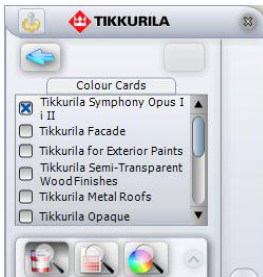 TIKKURILA
Colour Cards
Tikkurila Symphony Opus I
i II
Tikkurila Facade
Tikkurila for Exterior Paints
Tikkurila Semi-Transparent
WoodFinishes
Tikkurila Metal Roofs
Tikkurila Opaque